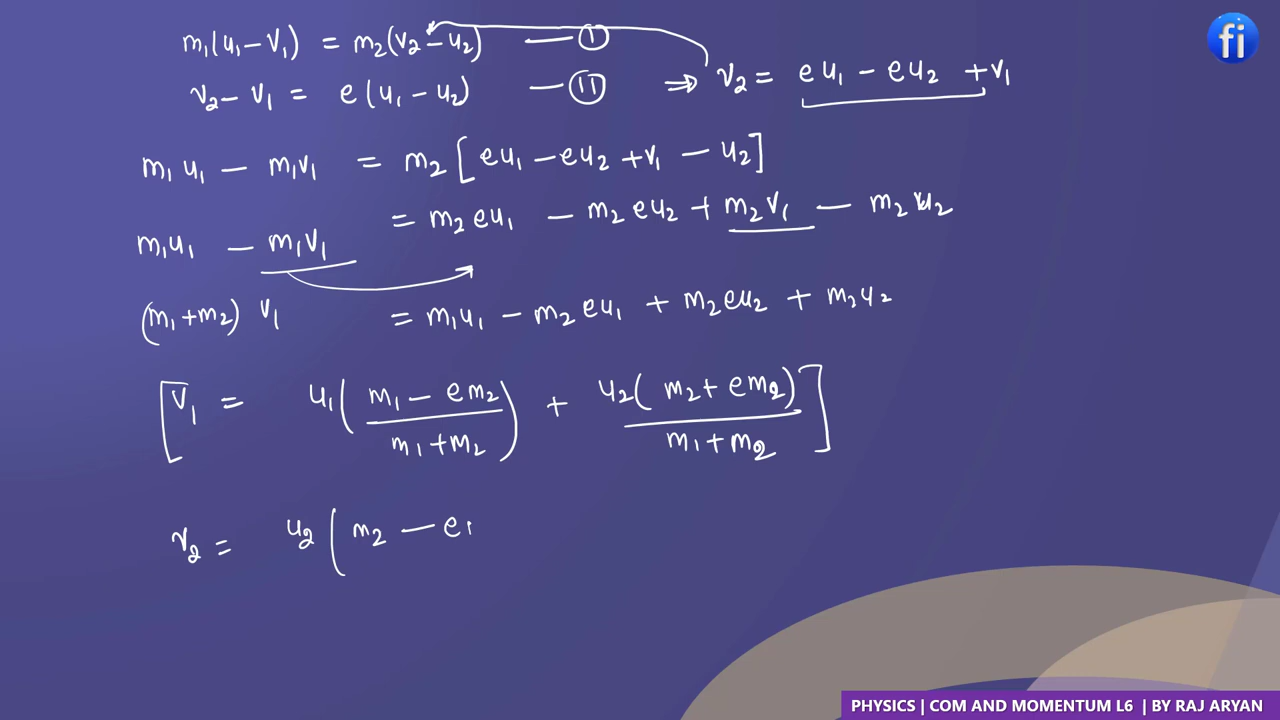 fi
m₁(u₁ - v₁) = m₂(v₂ - u₂) — ①
v₂ - v₁ = e(u₁ - u₂) — ⑪ ⇒ v₂ = eu₁ - eu₂ + v₁
m₁u₁ - m₁v₁ = m₂[eu₁ - eu₂ + v₁ - u₂]
m₁u₁ - m₁v₁ = m₂eu₁ - m₂eu₂ + m₂v₁ - m₂u₂
(m₁ + m₂) v₁ = m₁u₁ - m₂eu₁ + m₂eu₂ + m₂u₂
[v₁ = u₁((m₁ - em₂)/(m₁ + m₂)) + u₂(m₂ + em₂)/(m₁ + m₂)]
v₂ = u₂(m₂ - e
PHYSICS | COM AND MOMENTUM L6 | BY RAJ ARYAN